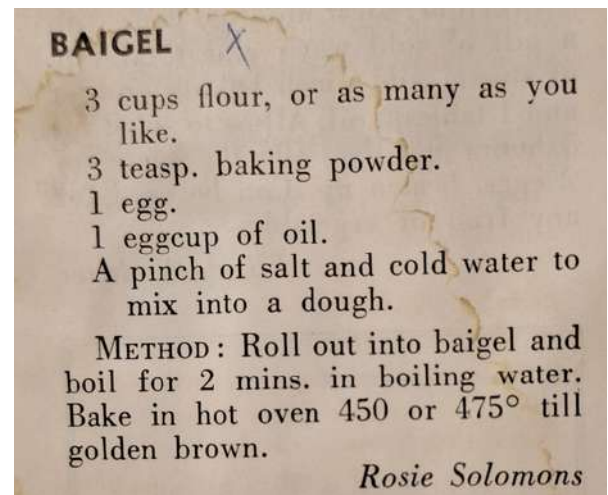 BAIGEL X
3 cups flour, or as many as you
like.
3 teasp. baking powder.
1 egg.
1 eggcup of oil.
A pinch of salt and cold water to
mix into a dough.
METHOD : Roll out into baigel and
boil for 2 mins. in boiling water.
Bake in hot oven 450 or 475° till
golden brown.
Rosie Solomons